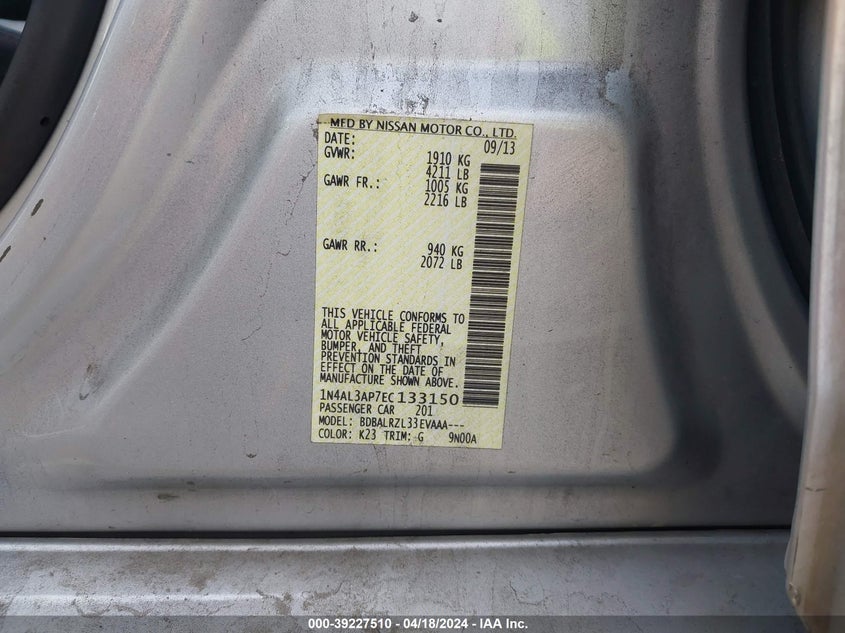 MFD BY NISSAN MOTOR CO., LTD.
DATE: 09/13
GVWR: 1910 KG
4211 LB
GAWR FR.: 1005 KG
2216 LB
GAWR RR.: 940 KG
2072 LB
THIS VEHICLE CONFORMS TO
ALL APPLICABLE FEDERAL
MOTOR VEHICLE SAFETY,
BUMPER, AND THEFT
PREVENTION STANDARDS IN
EFFECT ON THE DATE OF
MANUFACTURE SHOWN ABOVE.
1N4AL3AP7EC133150
PASSENGER CAR 201
MODEL: BDBALRZL33EVAAA---
COLOR: K23 TRIM: G 9N00A
000-39227510 - 04/18/2024 - IAA Inc.